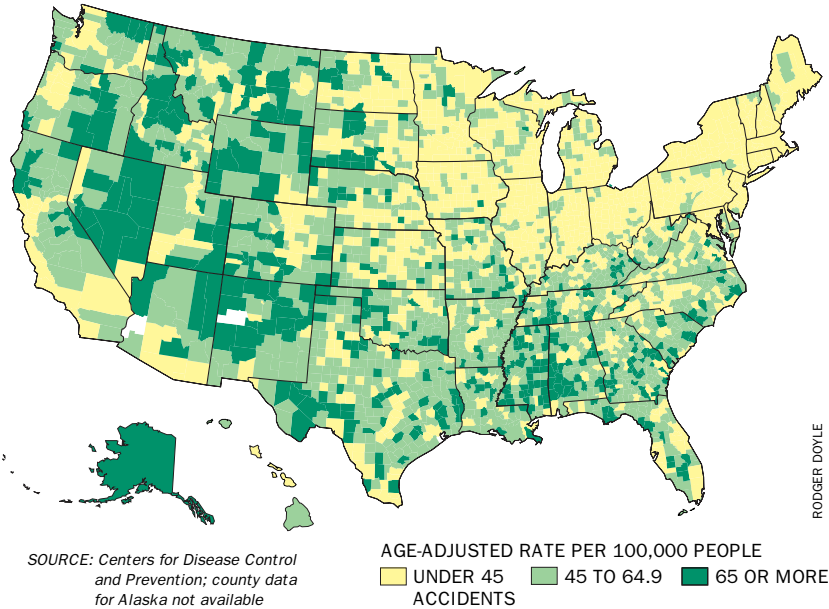 RODGER DOYLE
SOURCE: Centers for Disease Control
and Prevention; county data
for Alaska not available
AGE-ADJUSTED RATE PER 100,000 PEOPLE
UNDER 45
ACCIDENTS
45 TO 64.9
65 OR MORE